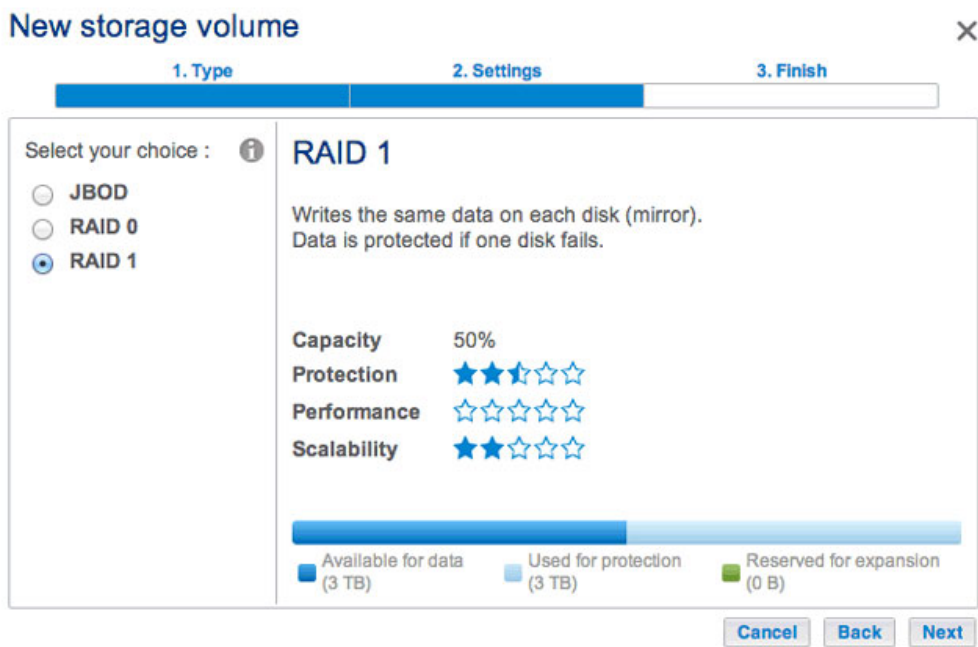 New storage volume
1. Type 2. Settings 3. Finish
Select your choice :
JBOD
RAID 0
RAID 1
RAID 1
Writes the same data on each disk (mirror).
Data is protected if one disk fails.
Capacity 50%
Protection
Performance
Scalability
Available for data
(3 TB)
Used for protection
(3 TB)
Reserved for expansion
(0 B)
Cancel Back Next